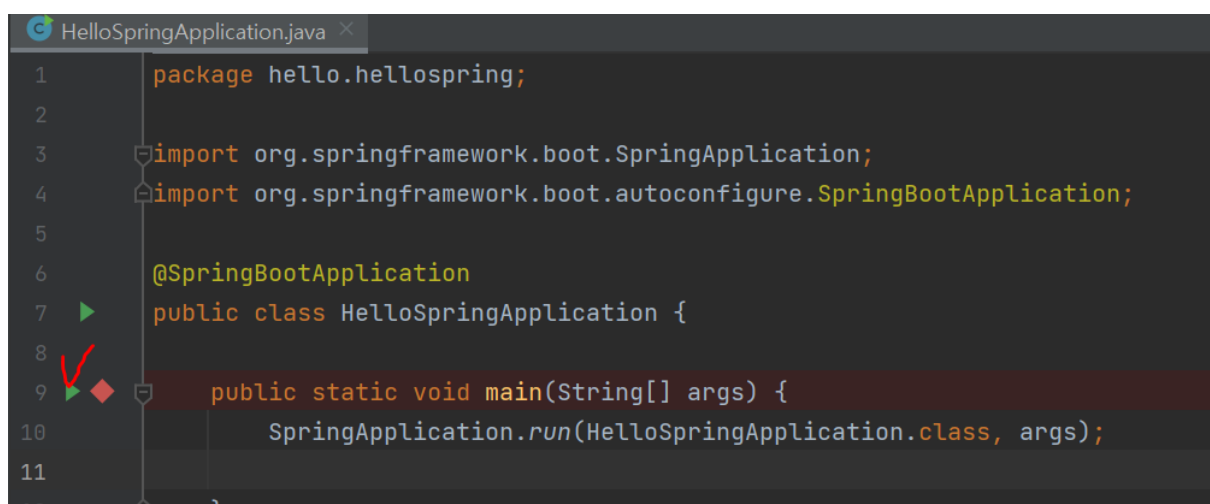 HelloSpringApplication.java
1 package hello.hellospring;
2
3 import org.springframework.boot.SpringApplication;
4 import org.springframework.boot.autoconfigure.SpringBootApplication;
5
6 @SpringBootApplication
7 public class HelloSpringApplication {
8
9 public static void main(String[] args) {
10 SpringApplication.run(HelloSpringApplication.class, args);
11